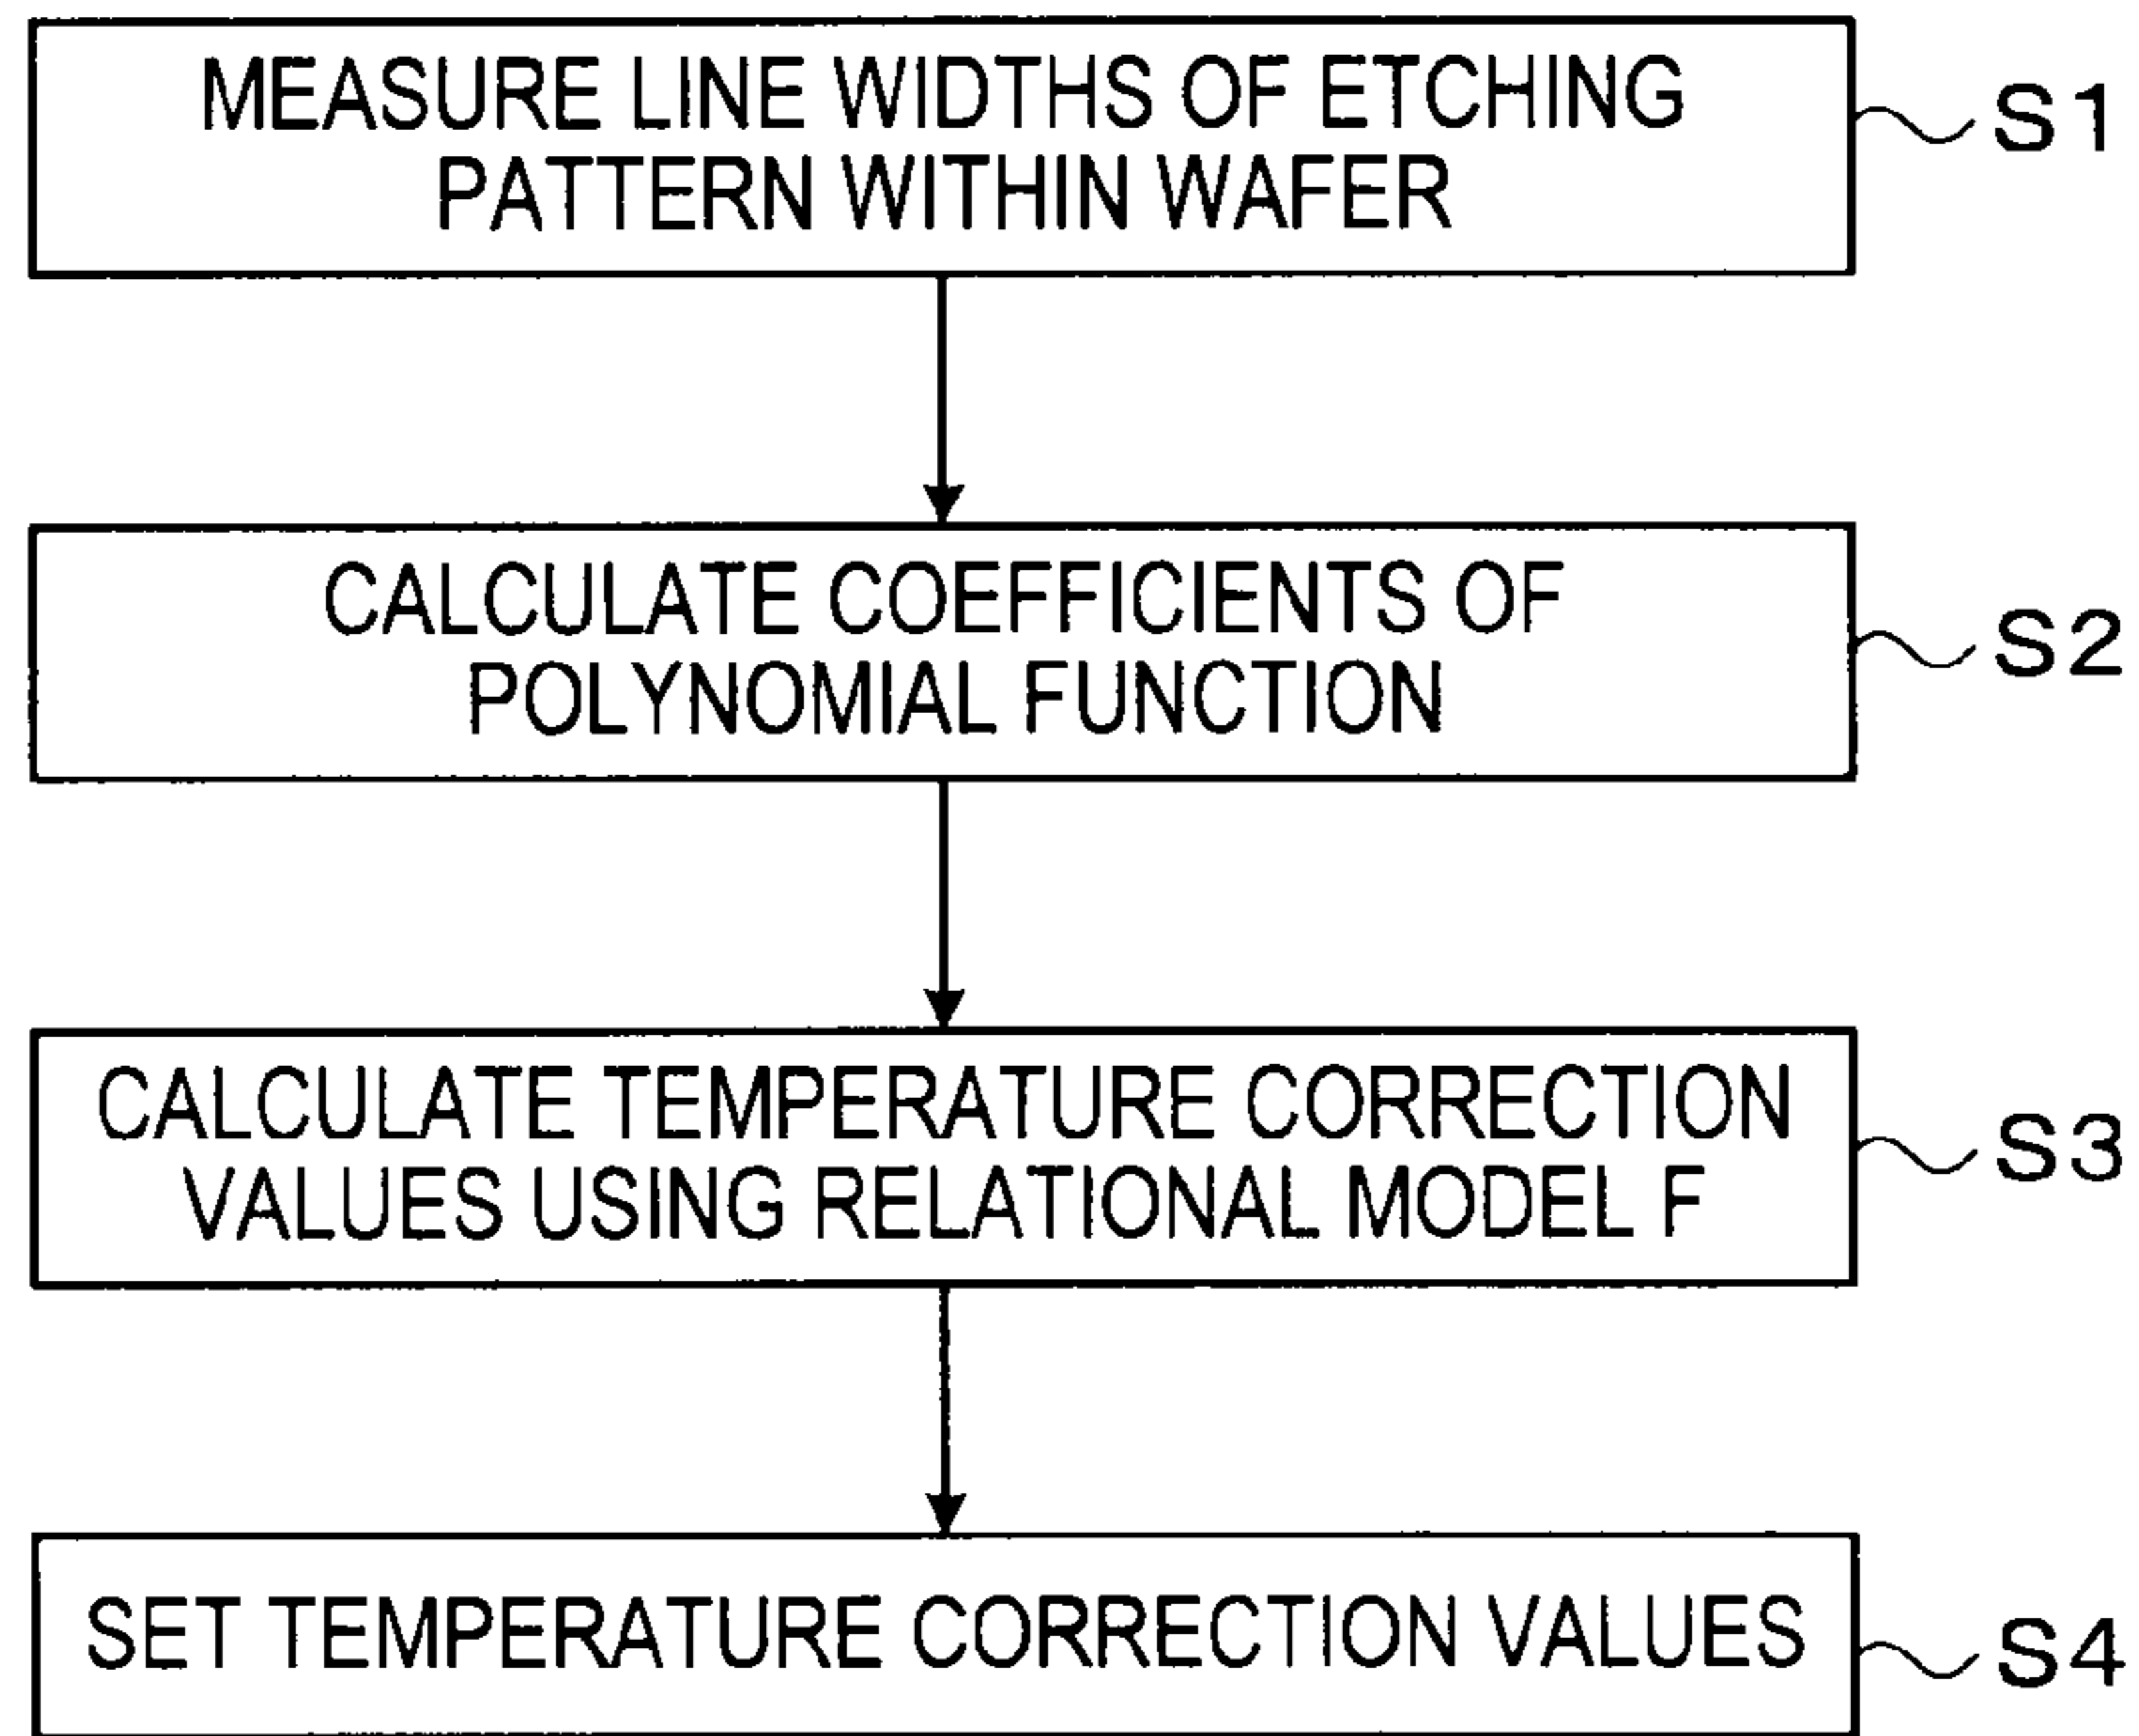 MEASURE LINE WIDTHS OF ETCHING
PATTERN WITHIN WAFER
S1
CALCULATE COEFFICIENTS OF
POLYNOMIAL FUNCTION
S2
CALCULATE TEMPERATURE CORRECTION
VALUES USING RELATIONAL MODEL F
S3
SET TEMPERATURE CORRECTION VALUES
S4